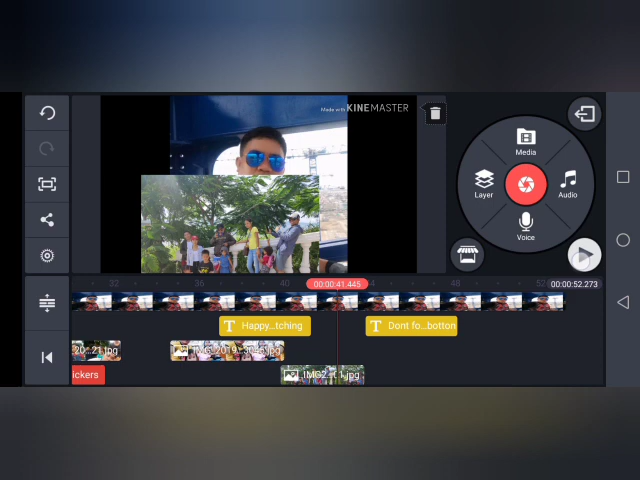 Made with KINEMASTER
Media
Layer
Audio
Voice
32
36
40
00:00:41.445
4
48
52
00:00:52.273
Happy...tching
Dont fo...botton
20...21.jpg
ickers